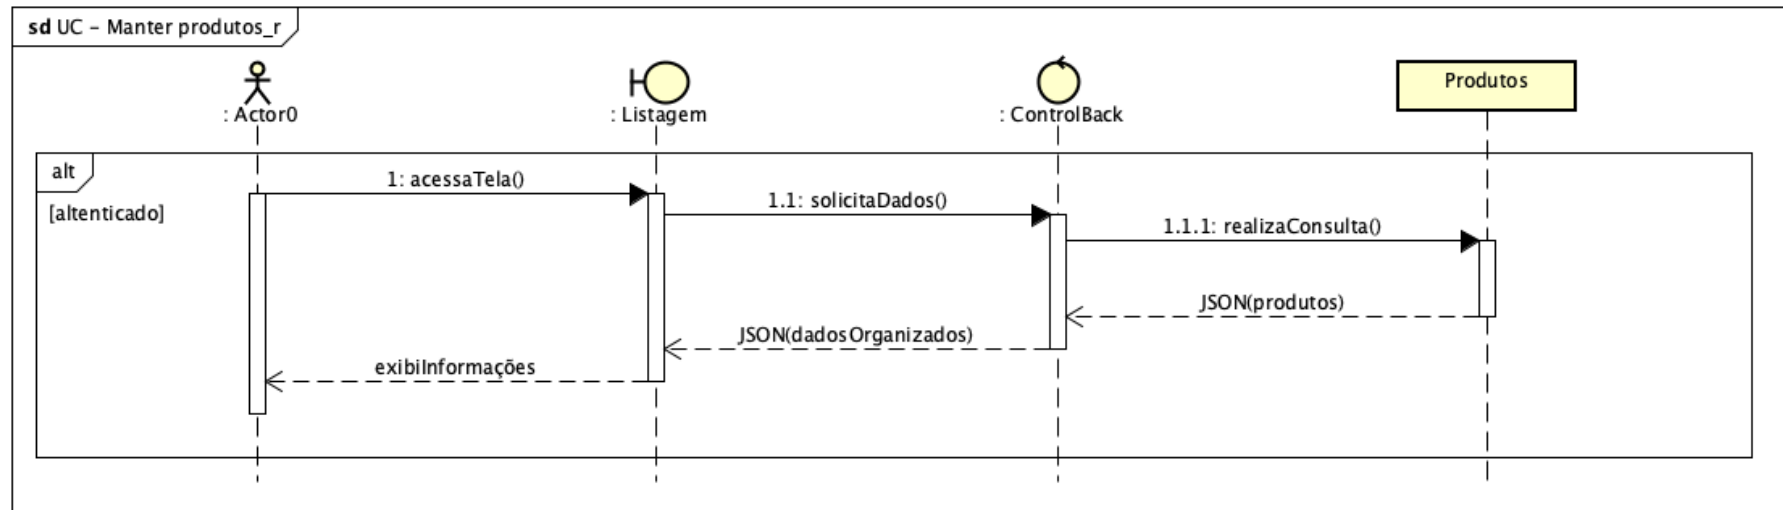 sd UC - Manter produtos_r
: Actor0
: Listagem
: ControlBack
Produtos
alt
[altenticado]
1: acessaTela()
1.1: solicitaDados()
1.1.1: realizaConsulta()
JSON(produtos)
JSON(dadosOrganizados)
exibiInformações